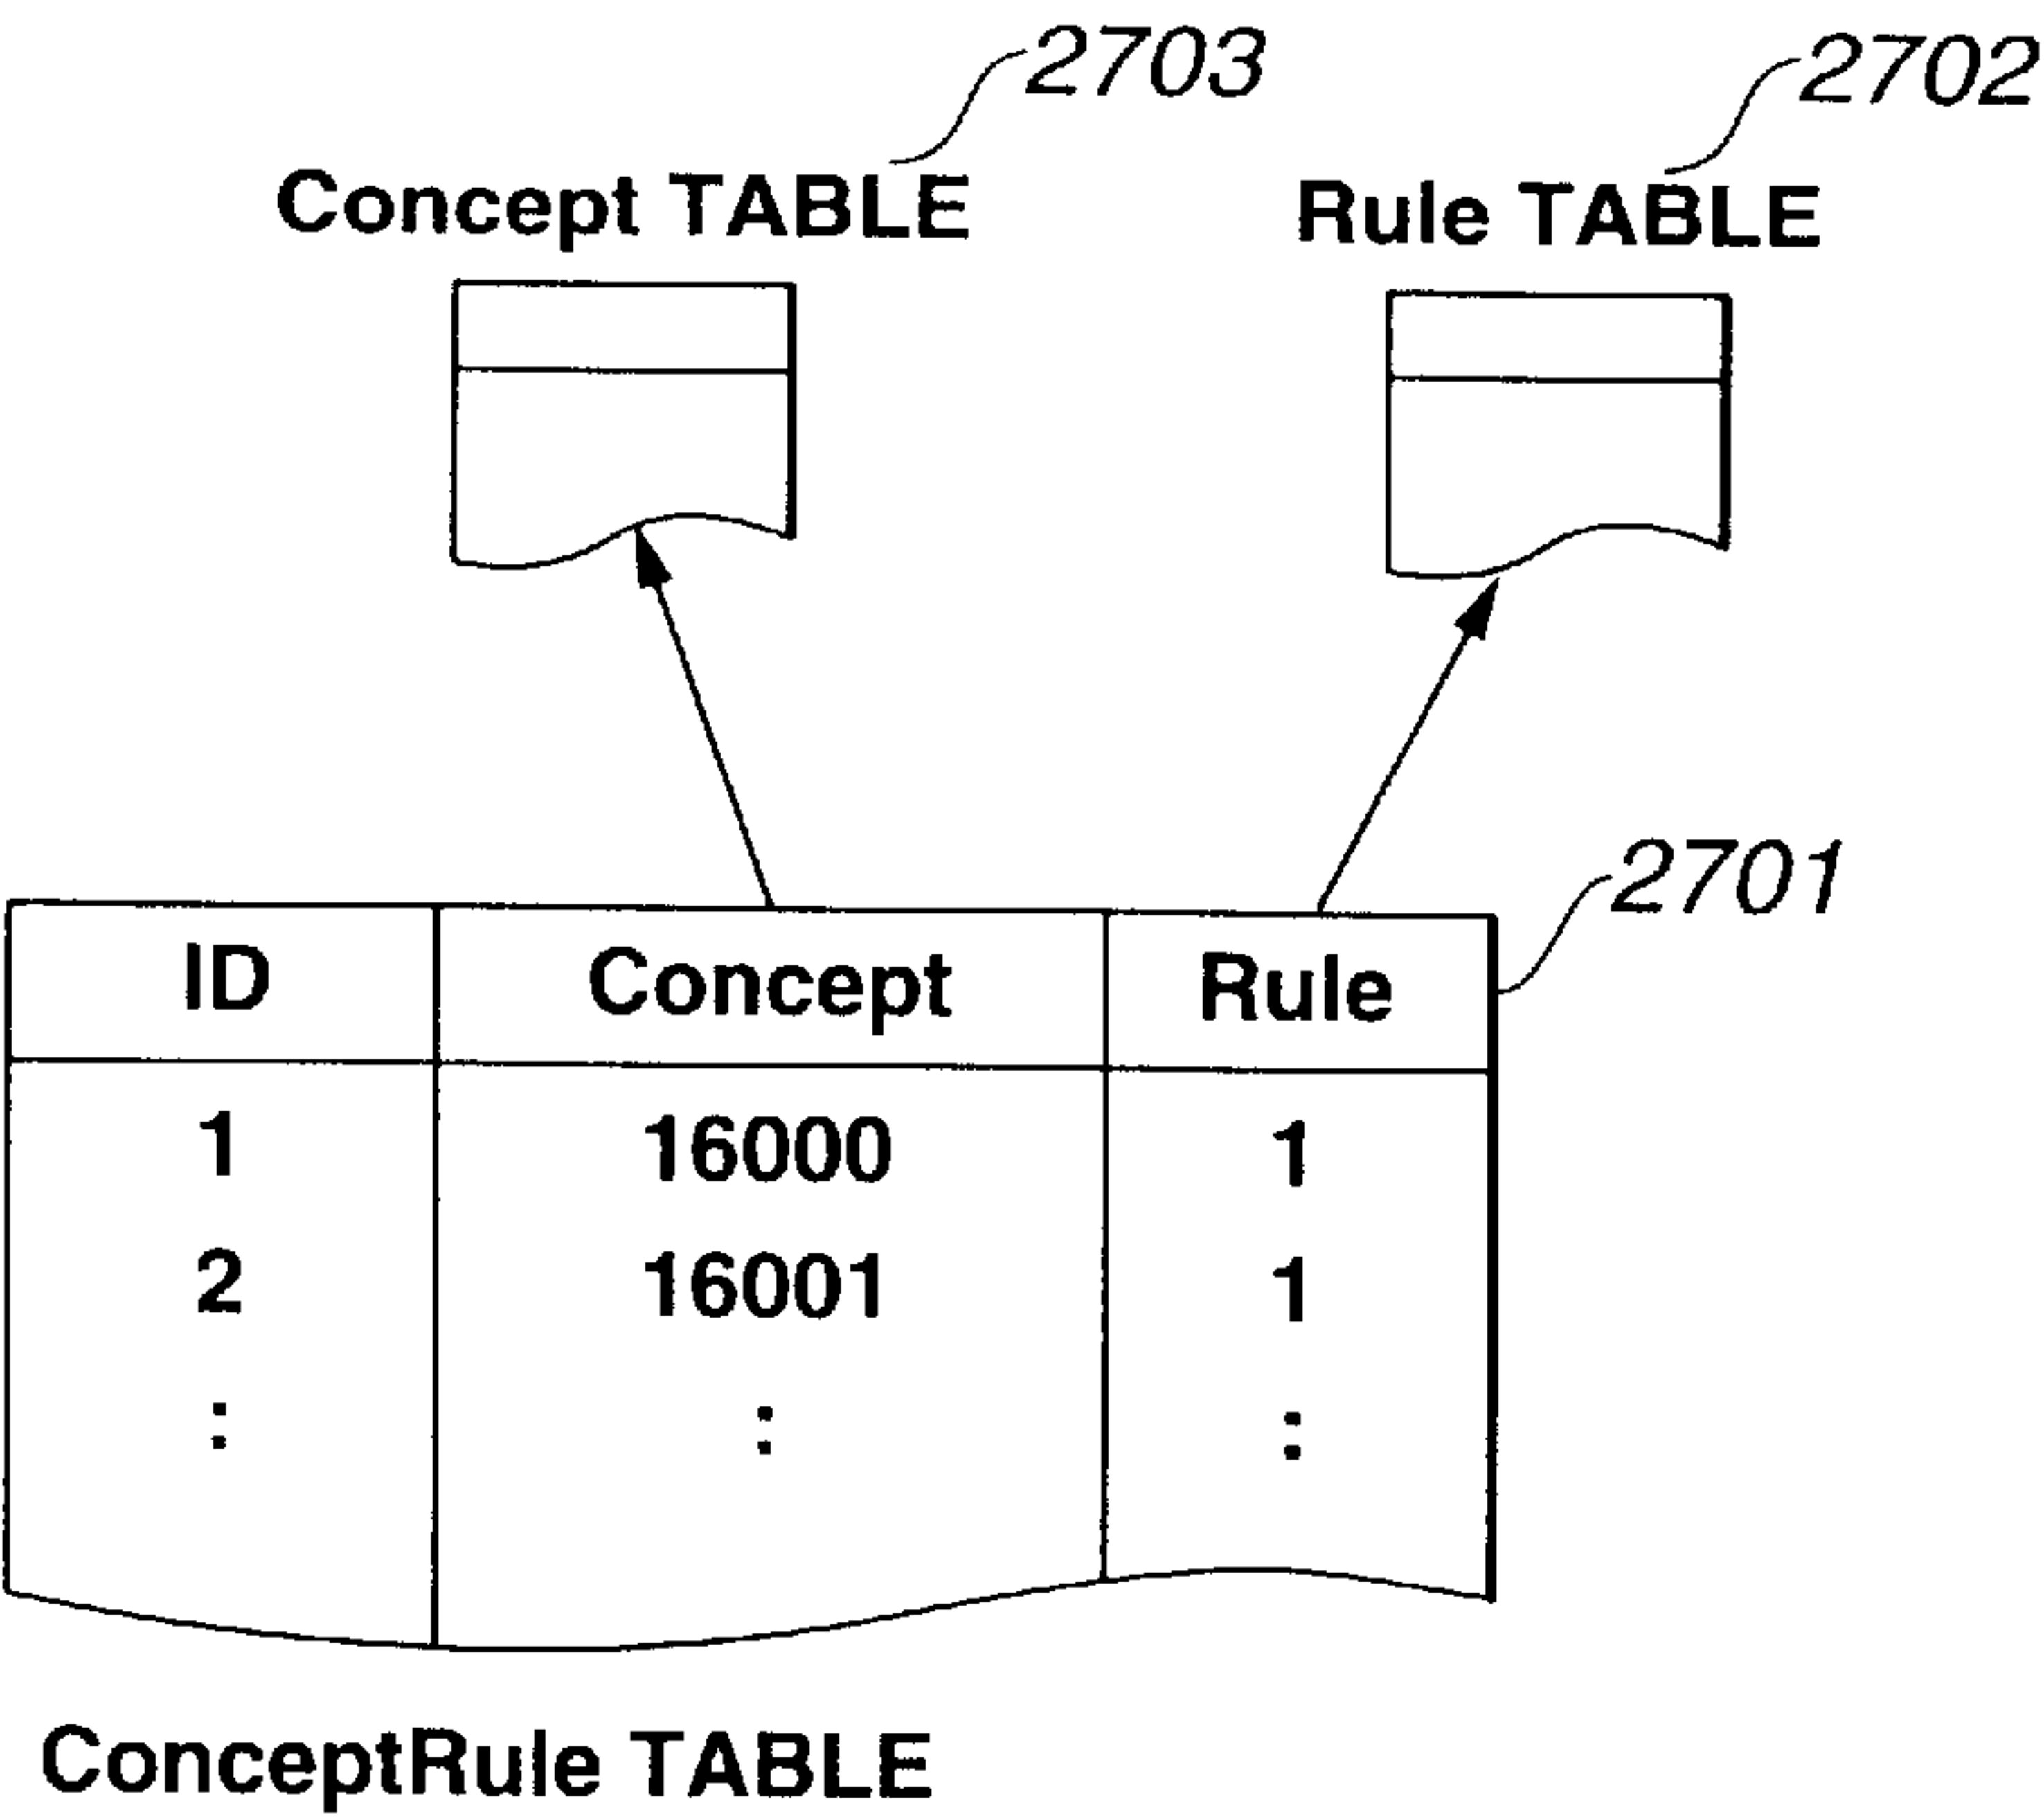 2703
2702
Concept TABLE
Rule TABLE
2701
ID Concept Rule
1 16000 1
2 16001 1
: : :
ConceptRule TABLE